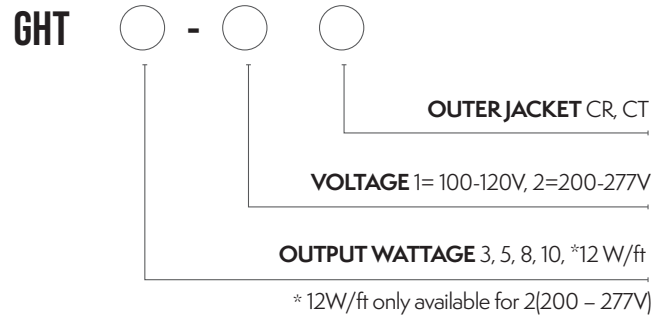 GHT -
OUTER JACKET CR, CT
VOLTAGE 1= 100-120V, 2=200-277V
OUTPUT WATTAGE 3, 5, 8, 10, *12 W/ft
* 12W/ft only available for 2(200 – 277V)